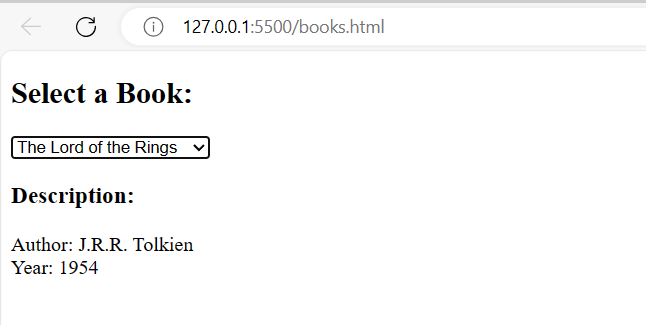 127.0.0.1:5500/books.html
Select a Book:
The Lord of the Rings
Description:
Author: J.R.R. Tolkien
Year: 1954